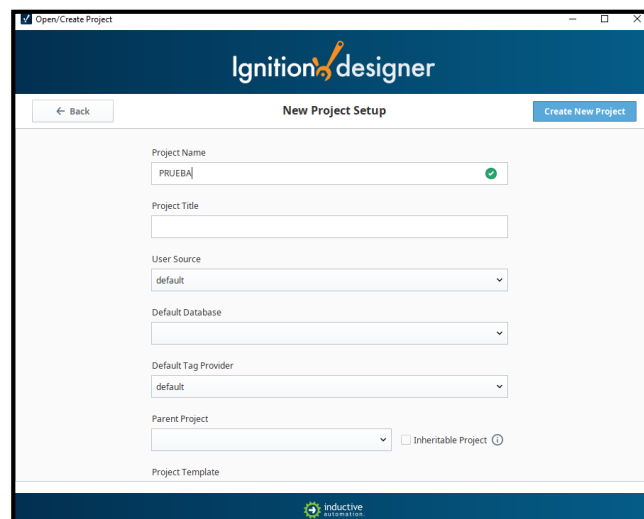 Open/Create Project
Ignition designer
← Back
New Project Setup
Create New Project
Project Name
PRUEBA
Project Title
User Source
default
Default Database
Default Tag Provider
default
Parent Project
Inheritable Project
Project Template
inductive
automation.